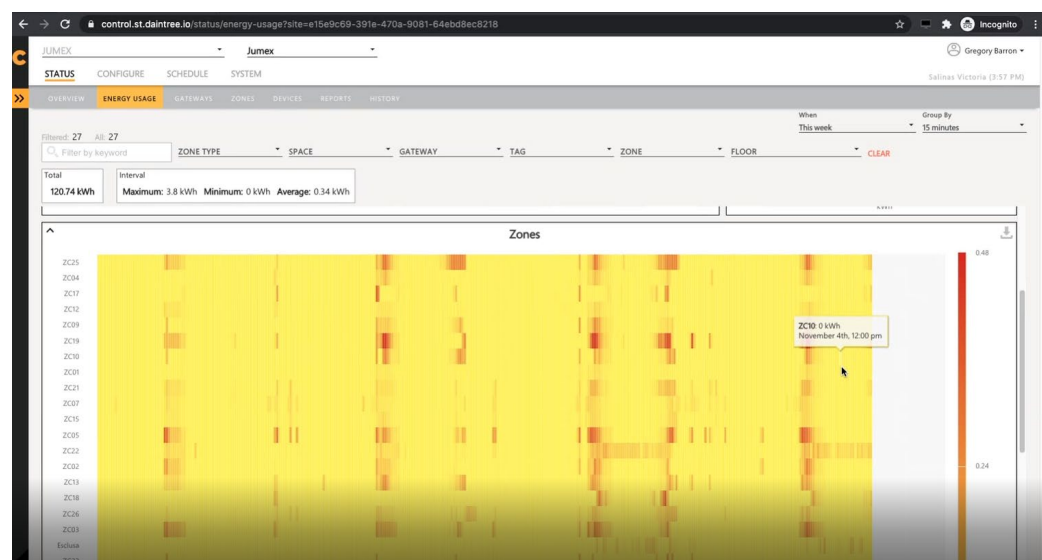 control.st.daintree.io/status/energy-usage?site=e15e9c69-391e-470a-9081-64ebd8ec8218
Incognito
JUMEX
Jumex
Gregory Barron
STATUS CONFIGURE SCHEDULE SYSTEM
Salinas Victoria (3:57 PM)
OVERVIEW ENERGY USAGE GATEWAYS ZONES DEVICES REPORTS HISTORY
When
Group By
This week
15 minutes
Filtered: 27 All: 27
Filter by keyword
ZONE TYPE
SPACE
GATEWAY
TAG
ZONE
FLOOR
CLEAR
Total
120.74 kWh
Interval
Maximum: 3.8 kWh Minimum: 0 kWh Average: 0.34 kWh
Zones
0.48
ZC25
ZC04
ZC17
ZC12
ZC09
ZC19
ZC10
ZC01
ZC21
ZC07
ZC15
ZC05
ZC22
ZC02
ZC13
ZC18
ZC26
ZC03
Excluse
ZC10: 0 kWh
November 4th, 12:00 pm
0.24